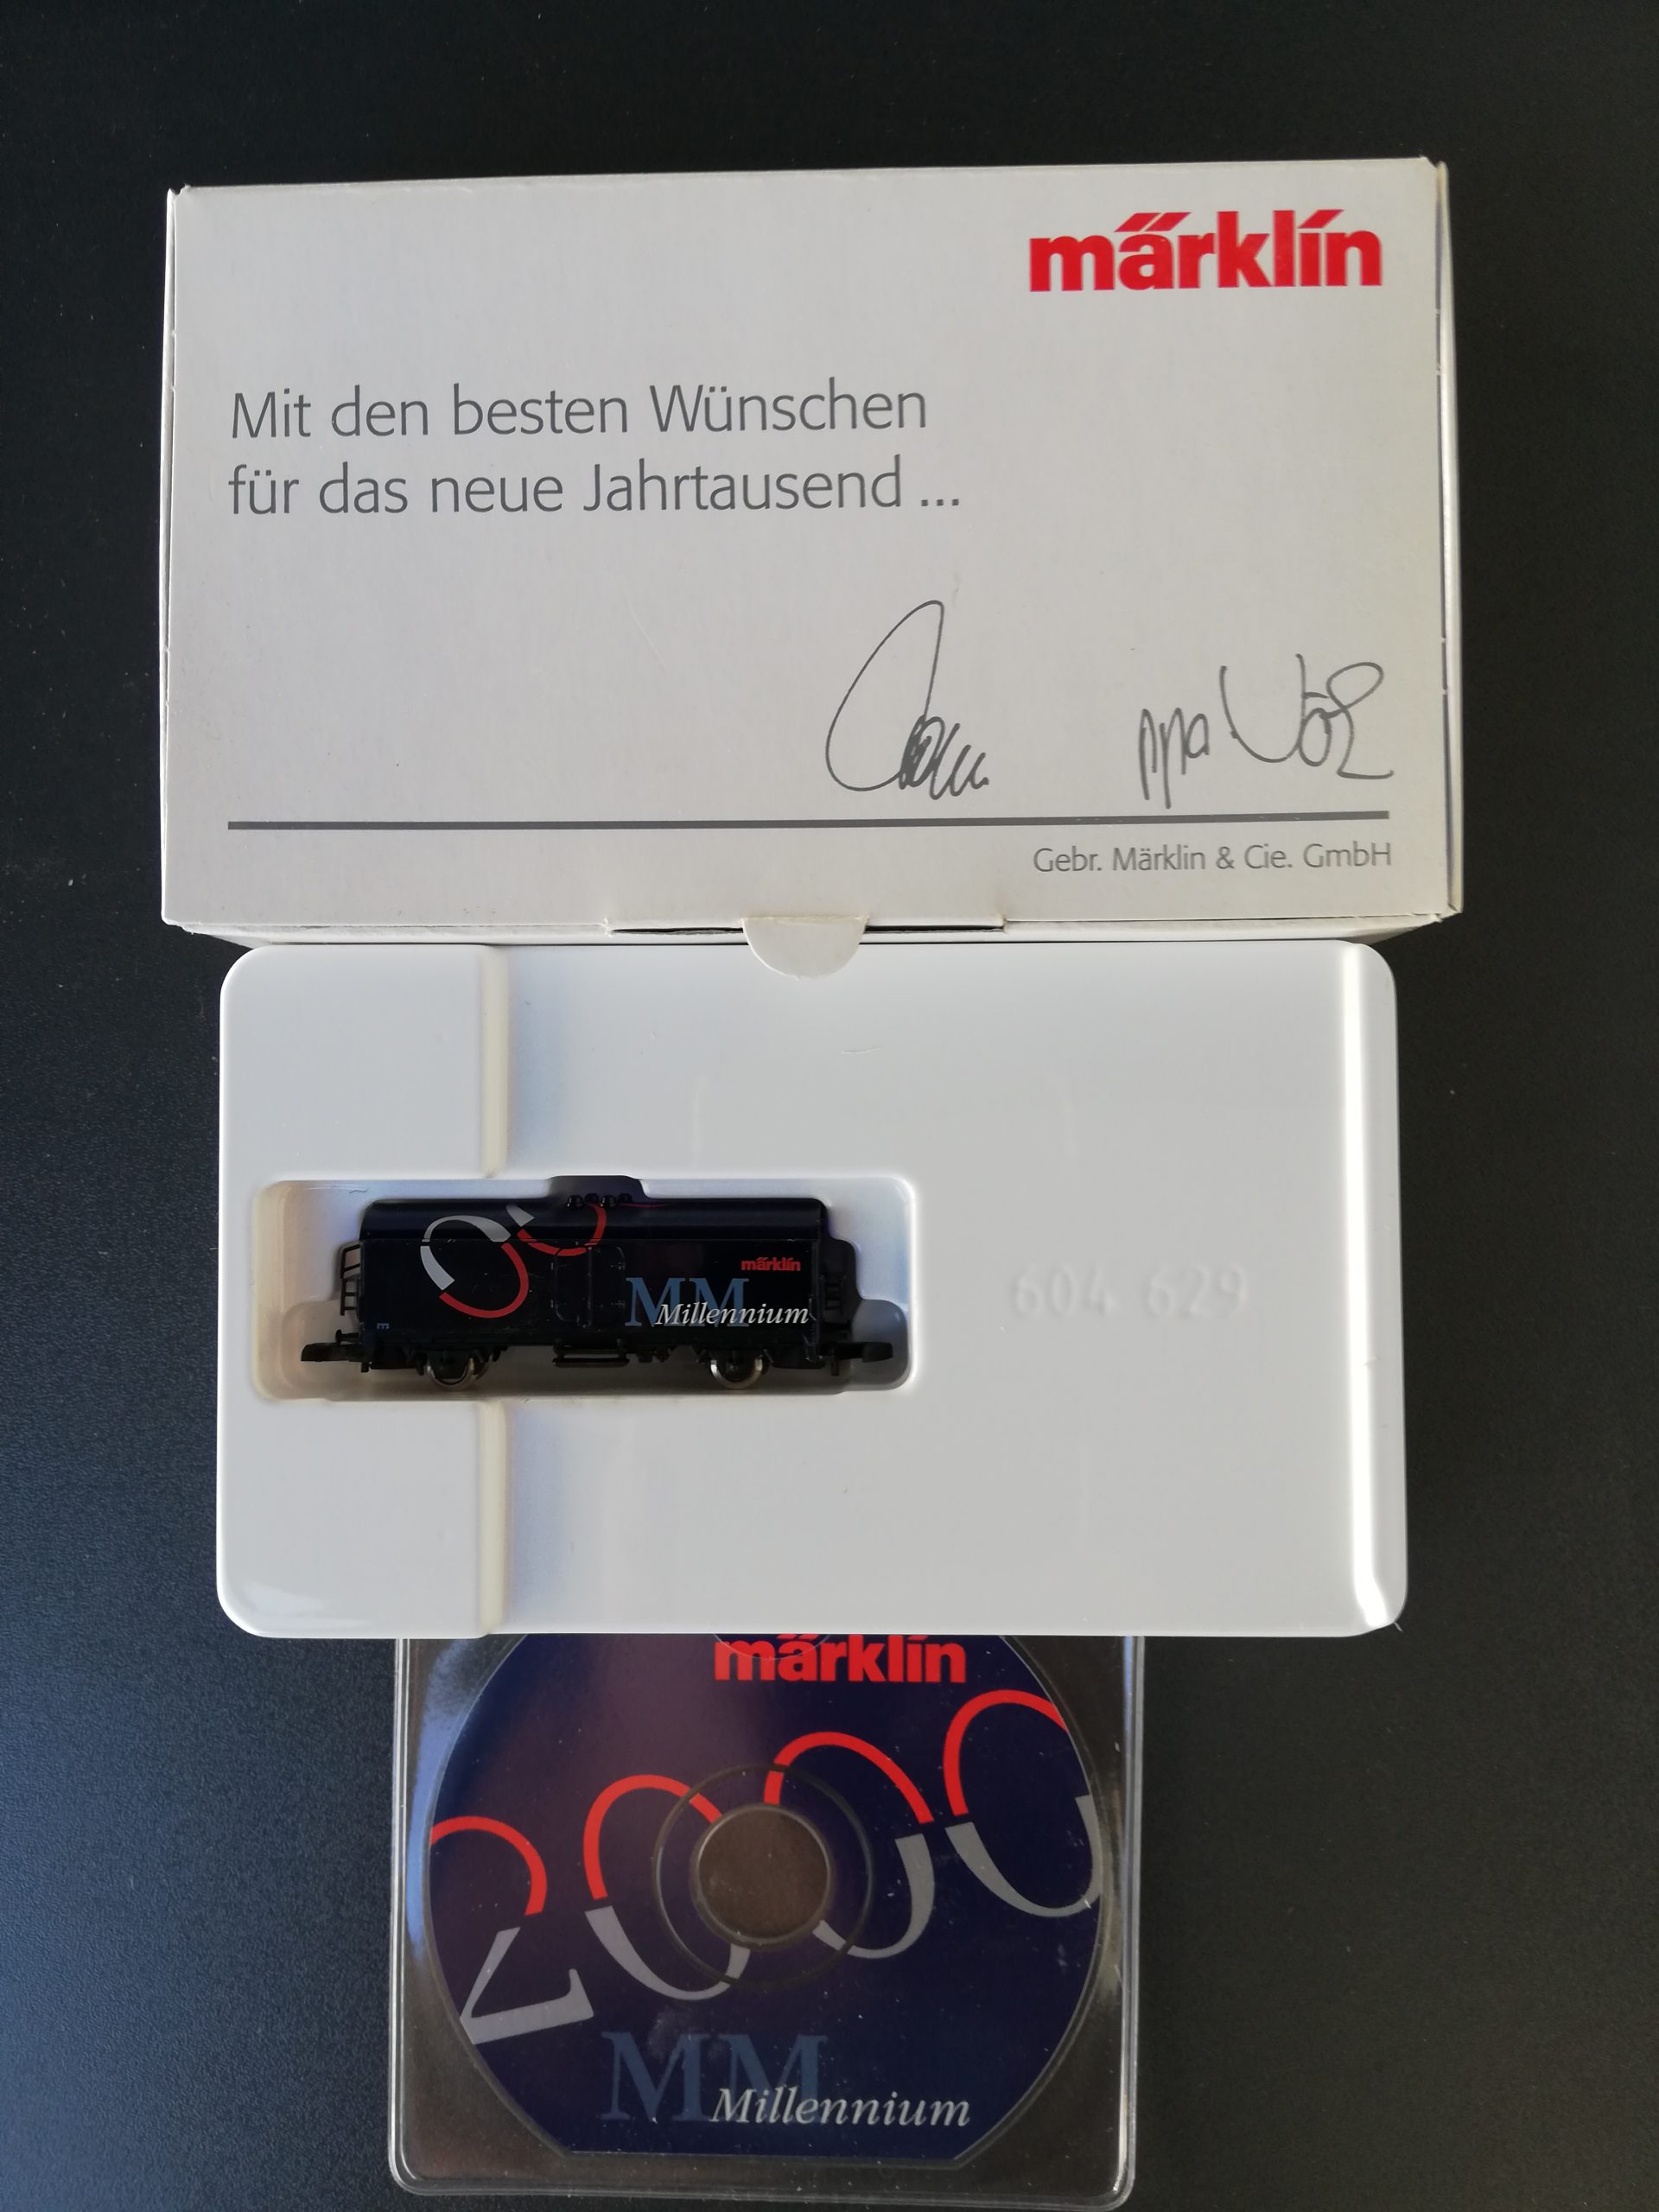 märklin
Mit den besten Wünschen
für das neue Jahrtausend ...
ppa
Gebr. Märklin & Cie. GmbH
märklin
MM
Millennium
604 629
märklin
2000
MM
Millennium